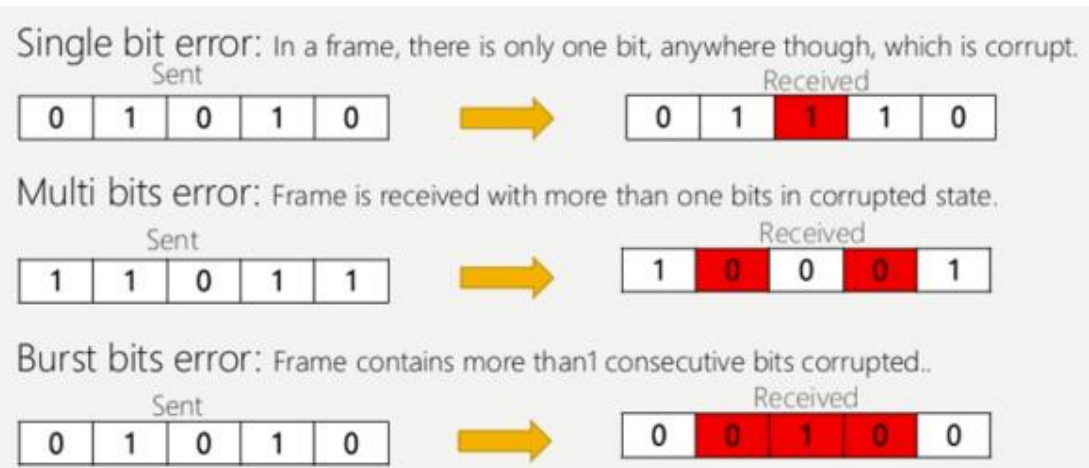 Single bit error: In a frame, there is only one bit, anywhere though, which is corrupt.
Sent Received
0 1 0 1 0 0 1 1 1 0
Multi bits error: Frame is received with more than one bits in corrupted state.
Sent Received
1 1 0 1 1 1 0 0 0 1
Burst bits error: Frame contains more than1 consecutive bits corrupted..
Sent Received
0 1 0 1 0 0 0 1 0 0